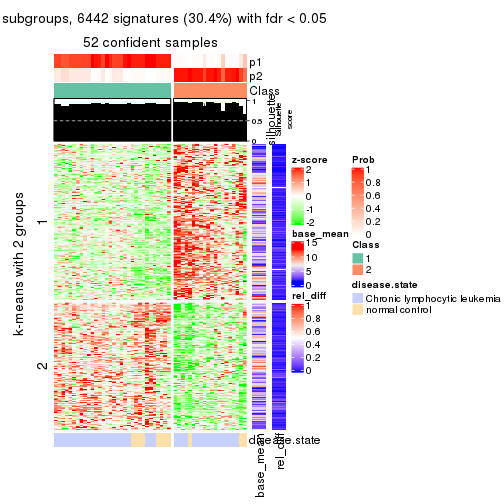 subgroups, 6442 signatures (30.4%) with fdr < 0.05
52 confident samples
p1
p2
Class
silhouette
Silhouette
score
1
0.5
0
k-means with 2 groups
1
2
z-score
2
1
0
-1
-2
base_mean
15
10
5
0
rel_diff
1
0.8
0.6
0.4
0.2
0
Prob
1
0.8
0.6
0.4
0.2
0
Class
1
2
disease.state
Chronic lymphocytic leukemia
normal control
disease.state
base_mean
rel_diff